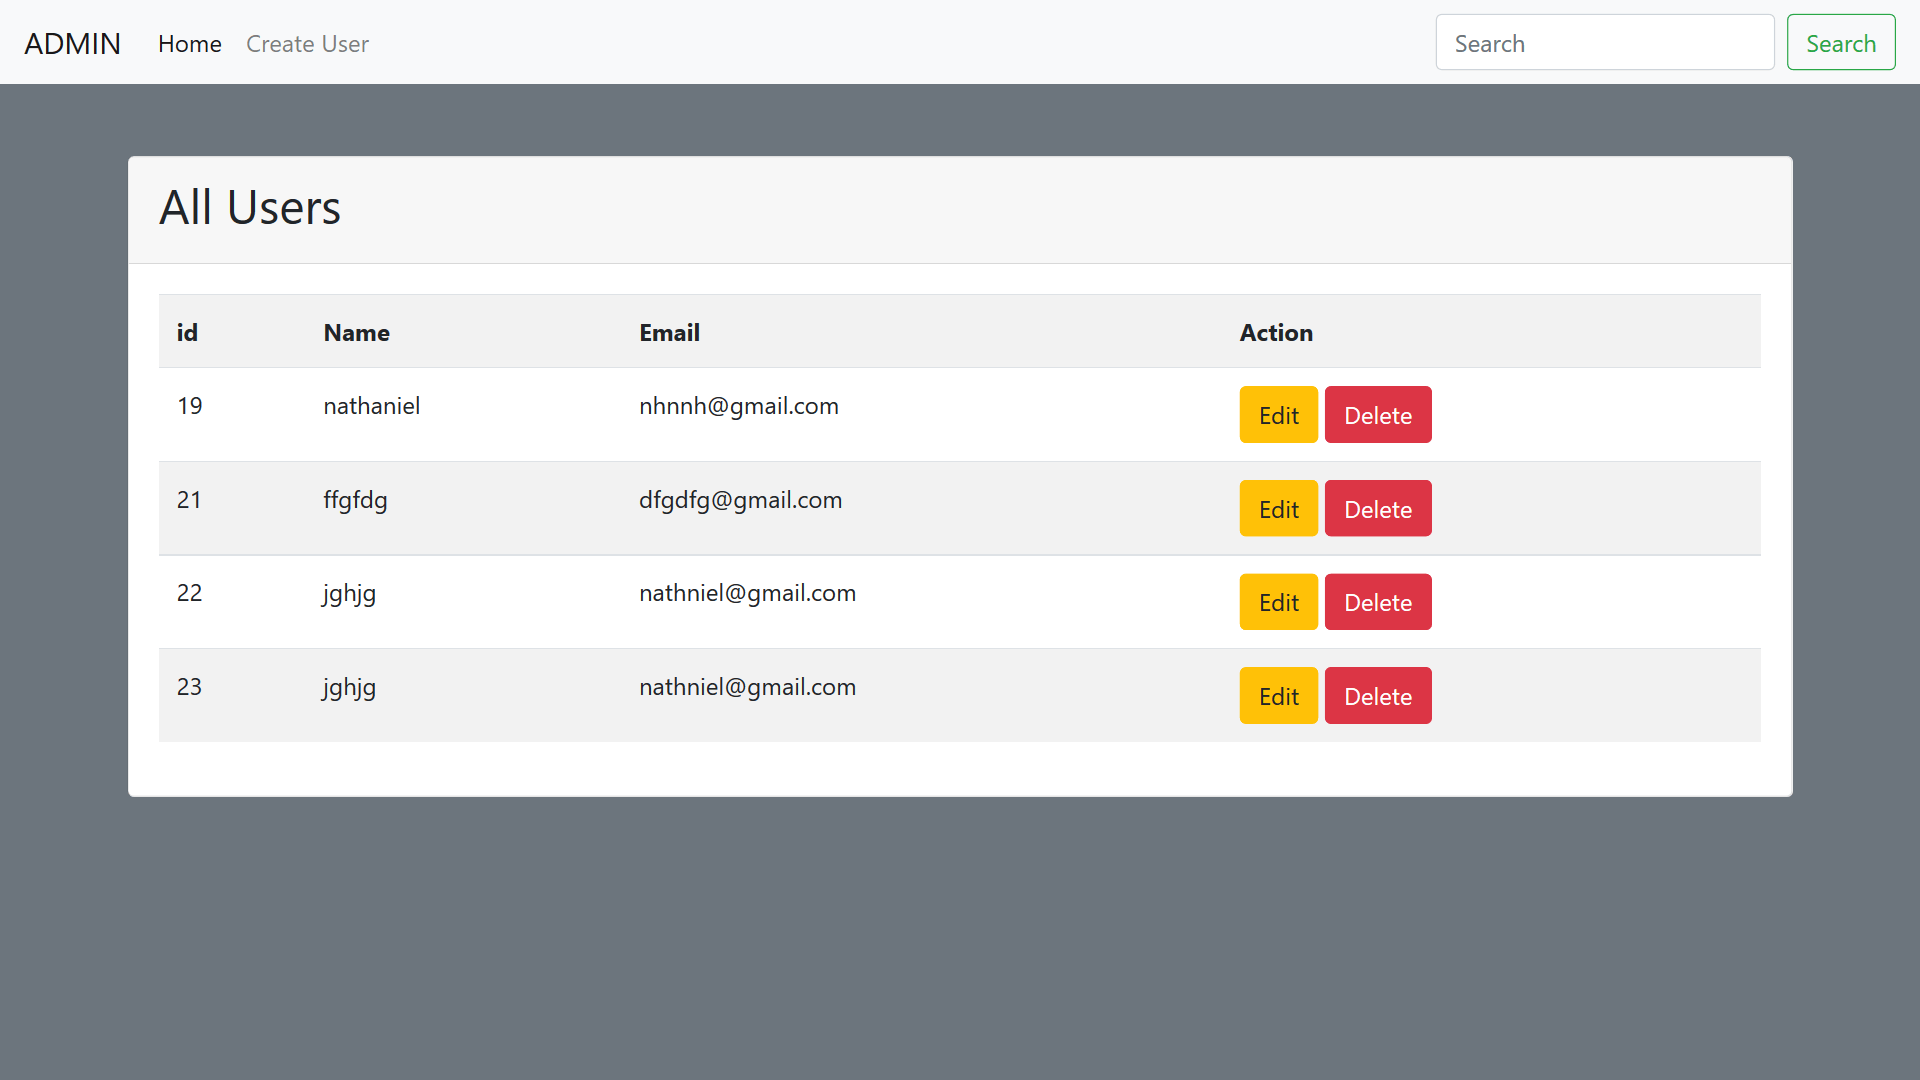 ADMIN Home Create User Search Search
All Users
id Name Email Action
19 nathaniel nhnnh@gmail.com Edit Delete
21 ffgfdg dfgdfg@gmail.com Edit Delete
22 jghjg nathniel@gmail.com Edit Delete
23 jghjg nathniel@gmail.com Edit Delete